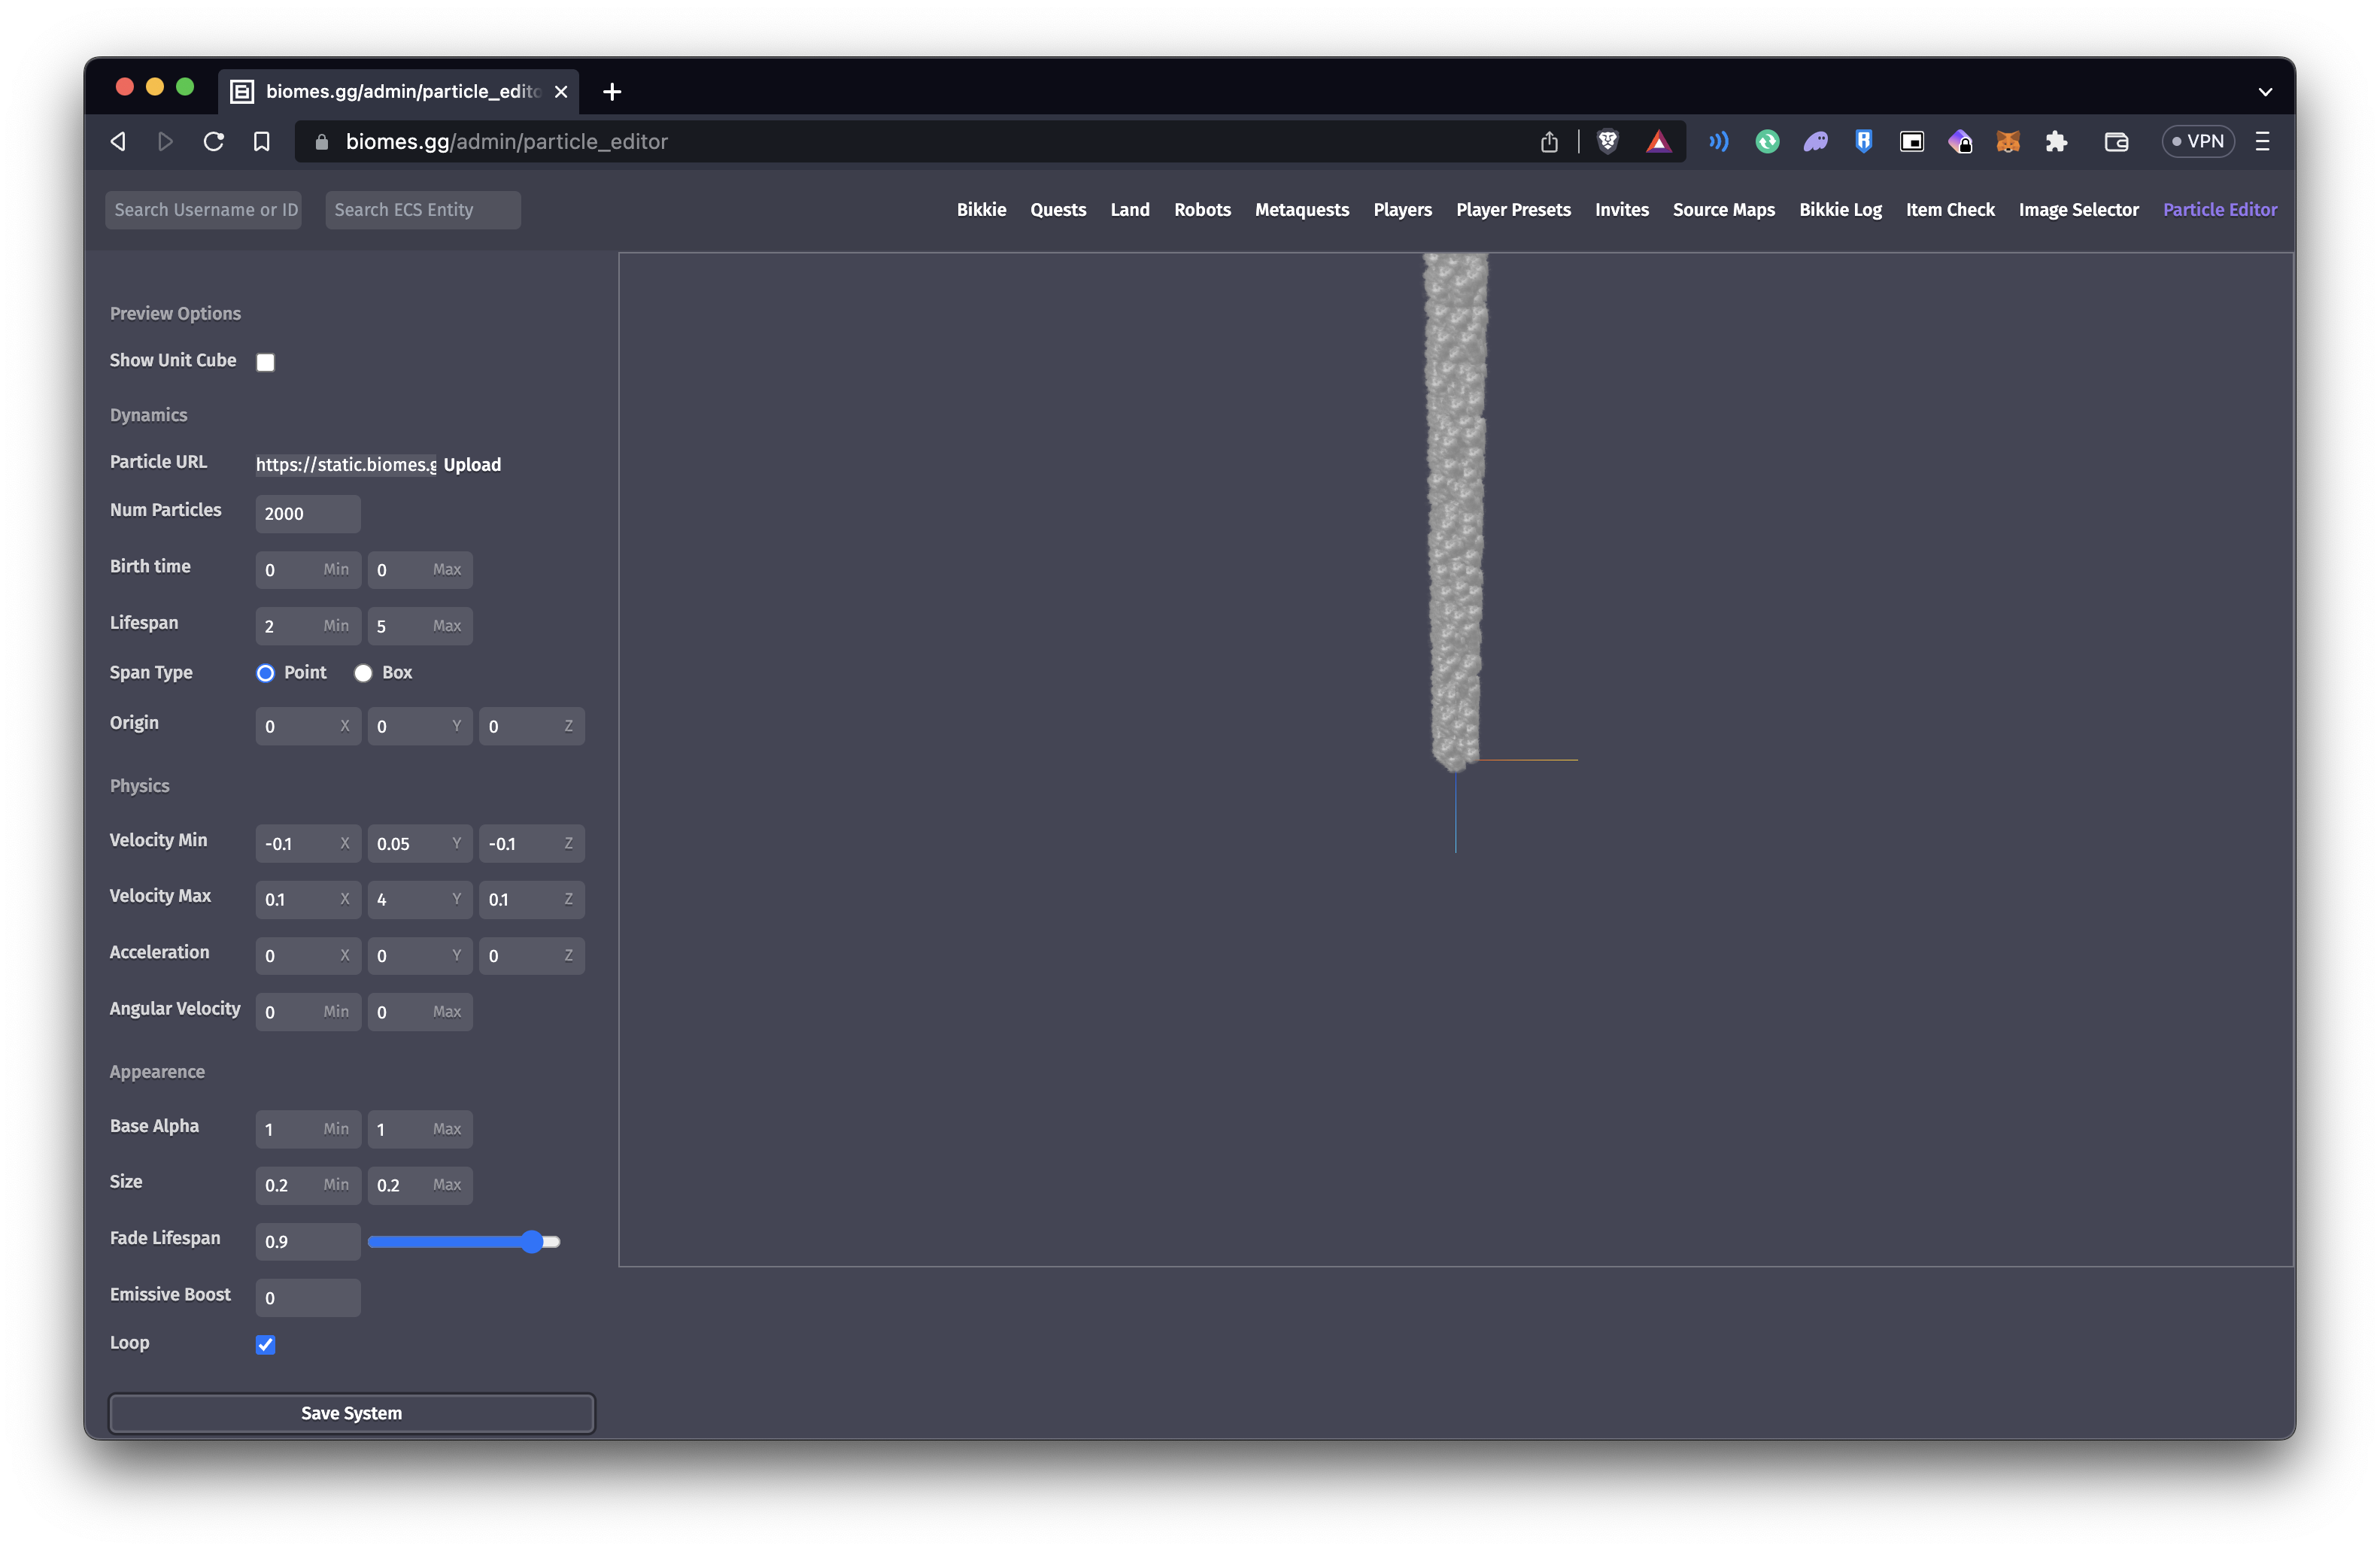 biomes.gg/admin/particle_edito
biomes.gg/admin/particle_editor
VPN
Search Username or ID
Search ECS Entity
Bikkie Quests Land Robots Metaquests Players Player Presets Invites Source Maps Bikkie Log Item Check Image Selector Particle Editor
Preview Options
Show Unit Cube
Dynamics
Particle URL https://static.biomes.g Upload
Num Particles 2000
Birth time 0 Min 0 Max
Lifespan 2 Min 5 Max
Span Type Point Box
Origin 0 X 0 Y 0 Z
Physics
Velocity Min -0.1 X 0.05 Y -0.1 Z
Velocity Max 0.1 X 4 Y 0.1 Z
Acceleration 0 X 0 Y 0 Z
Angular Velocity 0 Min 0 Max
Appearence
Base Alpha 1 Min 1 Max
Size 0.2 Min 0.2 Max
Fade Lifespan 0.9
Emissive Boost 0
Loop
Save System